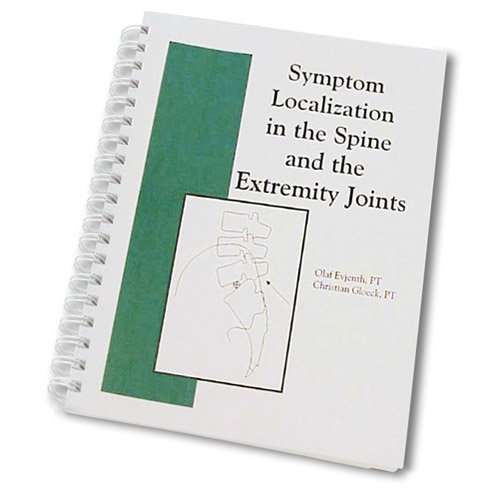 Symptom
Localization
in the Spine
and the
Extremity Joints
Olaf Evjenth, PT
Christian Gloeck, PT